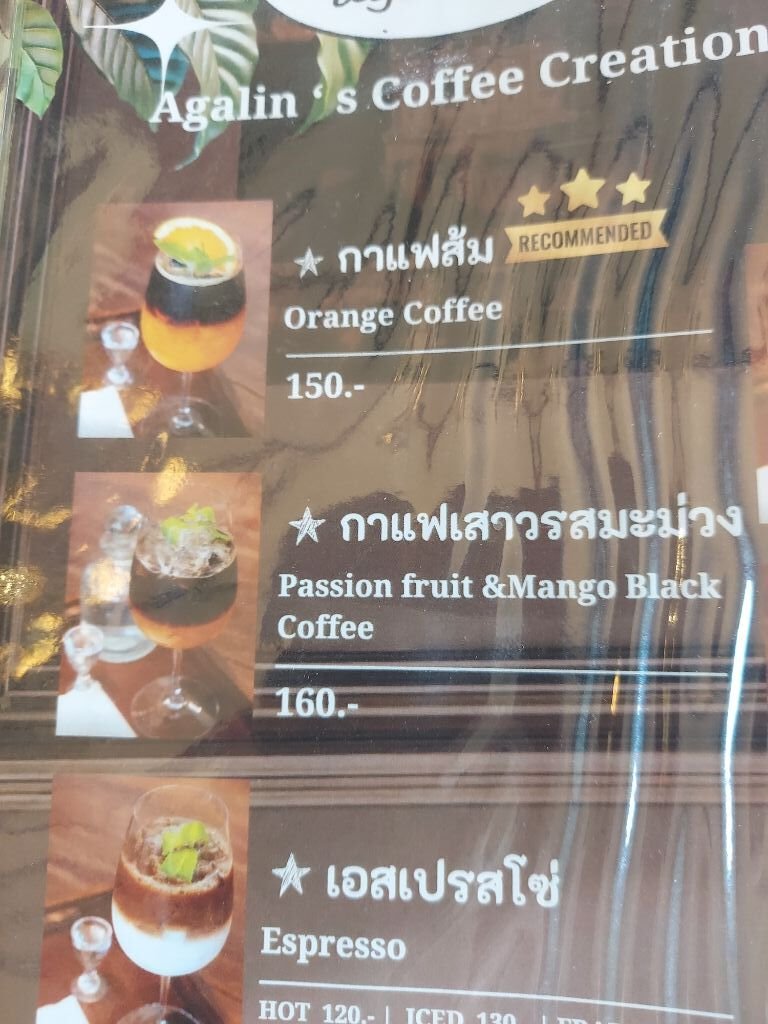 Agalin ' s Coffee Creation
กาแฟส้ม
RECOMMENDED
Orange Coffee
150.-
กาแฟเสาวรสมะม่วง
Passion fruit &Mango Black
Coffee
160.-
เอสเปรสโซ่
Espresso
HOT 120.- | ICED 130.- |